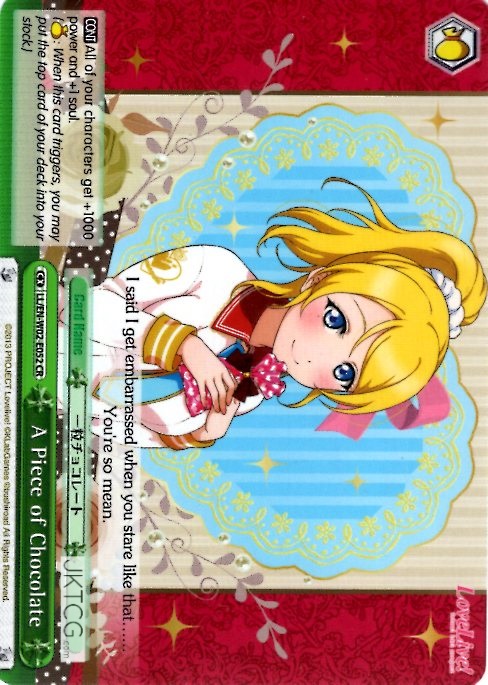 LoveLive!
I said I get embarrassed when you stare like that......
You're so mean.
CONT All of your characters get +1000
power and +1 soul.
( : When this card triggers, you may
put the top card of your deck into your
stock.)
Card Name
一粒チョコレート
JKTCG.com
CX LL/EN-W02-E052 CR
A Piece of Chocolate
©2013 PROJECT Lovelive! ©KLabGames ©bushiroad All Rights Reserved.